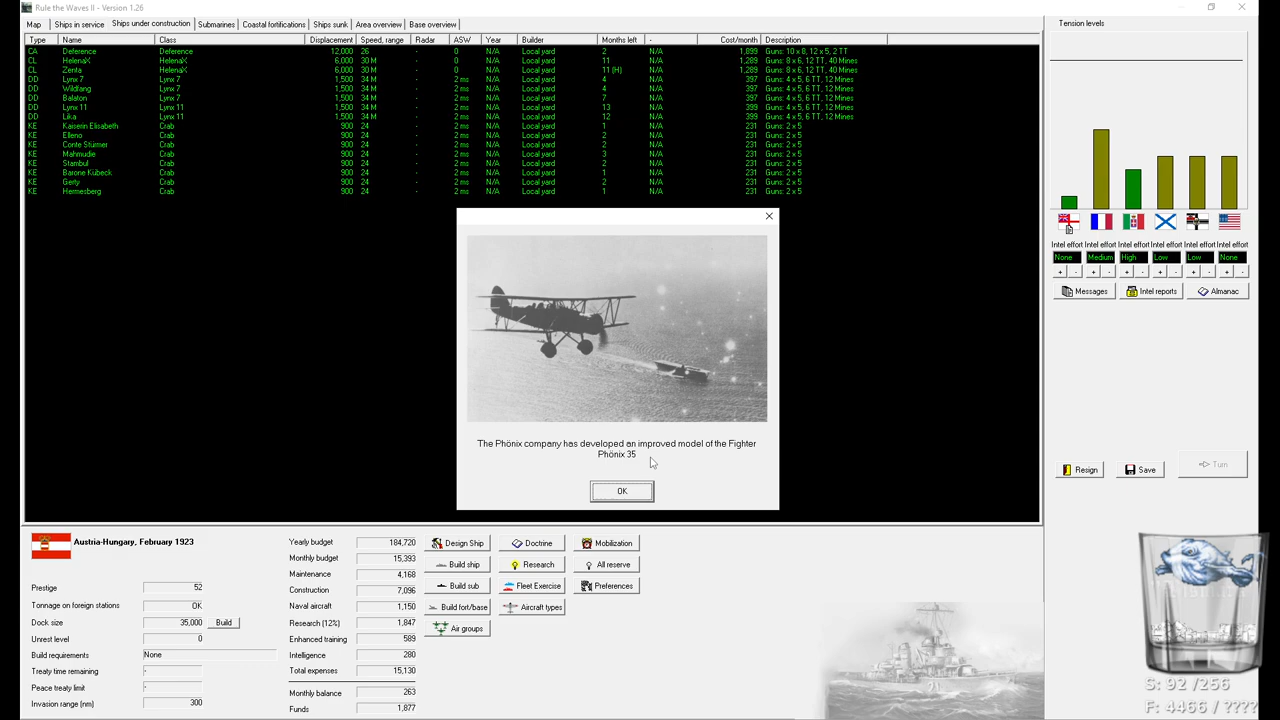 Rule the Waves II - Version 1.26
Map Ships in service Ships under construction Submarines Coastal fortifications Ships sunk Area overview Base overview
Type Name Class Displacement Speed, range Radar ASW Year Builder Months left - Cost/month Description
CA Deference Deference 12,000 26 - 0 N/A Local yard 2 N/A 1,899 Guns: 10 x 8, 12 x 5, 2 TT
CL HelenaX HelenaX 6,000 30 M - 0 N/A Local yard 11 N/A 1,289 Guns: 8 x 6, 12 TT, 40 Mines
CL Zenta HelenaX 6,000 30 M - 0 N/A Local yard 11 (H) N/A 1,289 Guns: 8 x 6, 12 TT, 40 Mines
DD Lynx 7 Lynx 7 1,500 34 M - 2 ms N/A Local yard 4 N/A 397 Guns: 4 x 5, 6 TT, 12 Mines
DD Wildfang Lynx 7 1,500 34 M - 2 ms N/A Local yard 4 N/A 397 Guns: 4 x 5, 6 TT, 12 Mines
DD Balaton Lynx 7 1,500 34 M - 2 ms N/A Local yard 7 N/A 397 Guns: 4 x 5, 6 TT, 12 Mines
DD Lynx 11 Lynx 11 1,500 34 M - 2 ms N/A Local yard 13 N/A 399 Guns: 4 x 5, 6 TT, 12 Mines
DD Lika Lynx 11 1,500 34 M - 2 ms N/A Local yard 12 N/A 399 Guns: 4 x 5, 6 TT, 12 Mines
KE Kaiserin Elisabeth Crab 900 24 - 2 ms N/A Local yard 1 N/A 231 Guns: 2 x 5
KE Elleno Crab 900 24 - 2 ms N/A Local yard 2 N/A 231 Guns: 2 x 5
KE Conte Stürmer Crab 900 24 - 2 ms N/A Local yard 2 N/A 231 Guns: 2 x 5
KE Mahmudie Crab 900 24 - 2 ms N/A Local yard 3 N/A 231 Guns: 2 x 5
KE Stambul Crab 900 24 - 2 ms N/A Local yard 2 N/A 231 Guns: 2 x 5
KE Barone Kübeck Crab 900 24 - 2 ms N/A Local yard 1 N/A 231 Guns: 2 x 5
KE Gerty Crab 900 24 - 2 ms N/A Local yard 2 N/A 231 Guns: 2 x 5
KE Hermesberg Crab 900 24 - 2 ms N/A Local yard 1 N/A 231 Guns: 2 x 5
The Phönix company has developed an improved model of the Fighter
Phönix 35
OK
Tension levels
Intel effort Intel effort Intel effort Intel effort Intel effort Intel effort
None Medium High Low Low None
+ - + - + - + - + - + -
Messages Intel reports Almanac
Resign Save Turn
Austria-Hungary, February 1923
Prestige 52
Tonnage on foreign stations OK
Dock size 35,000 Build
Unrest level 0
Build requirements None
Treaty time remaining -
Peace treaty limit -
Invasion range (nm) 300
Yearly budget 184,720
Monthly budget 15,393
Maintenance 4,168
Construction 7,096
Naval aircraft 1,150
Research (12%) 1,847
Enhanced training 589
Intelligence 280
Total expenses 15,130
Monthly balance 263
Funds 1,877
Design Ship Doctrine Mobilization
Build ship Research All reserve
Build sub Fleet Exercise Preferences
Build fort/base Aircraft types
Air groups
71
S: 92 /256
F: 4466 / ????